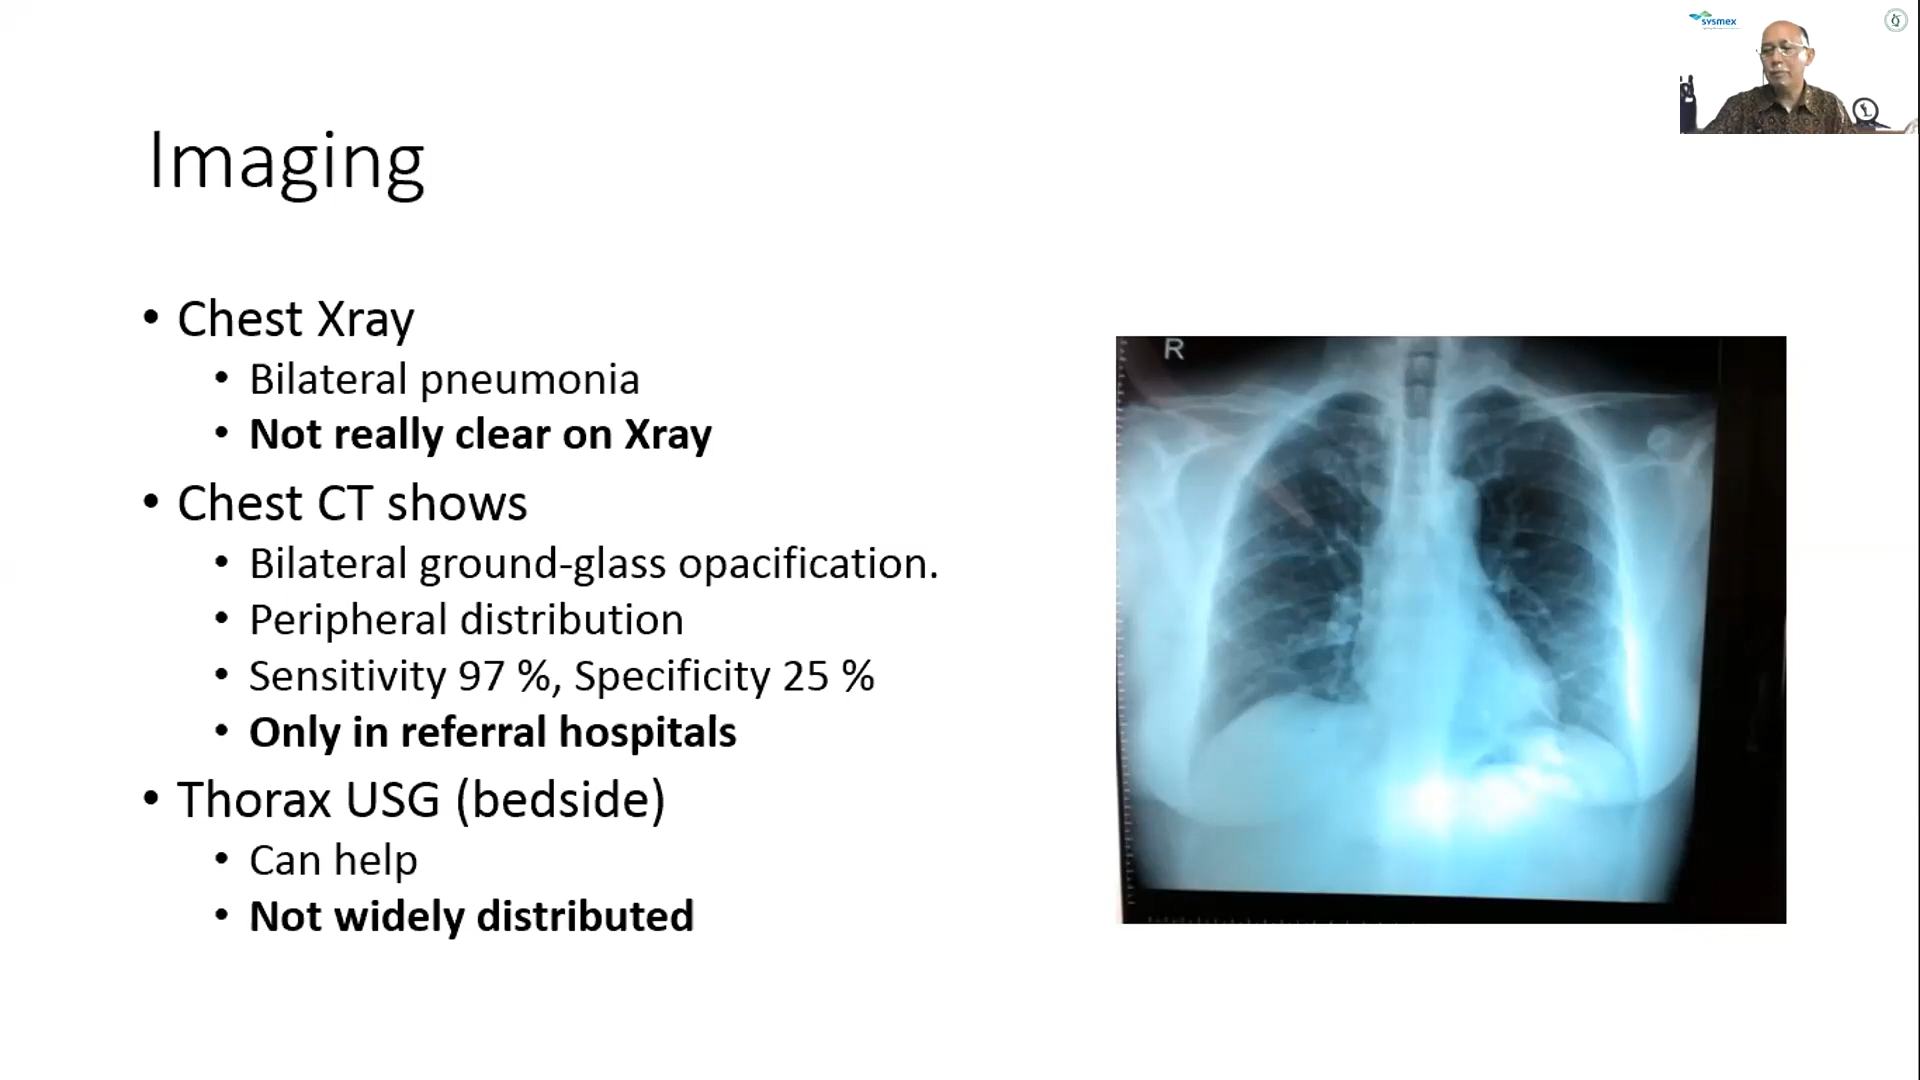 sysmex
Imaging
• Chest Xray
• Bilateral pneumonia
• Not really clear on Xray
• Chest CT shows
• Bilateral ground-glass opacification.
• Peripheral distribution
• Sensitivity 97 %, Specificity 25 %
• Only in referral hospitals
• Thorax USG (bedside)
• Can help
• Not widely distributed
R